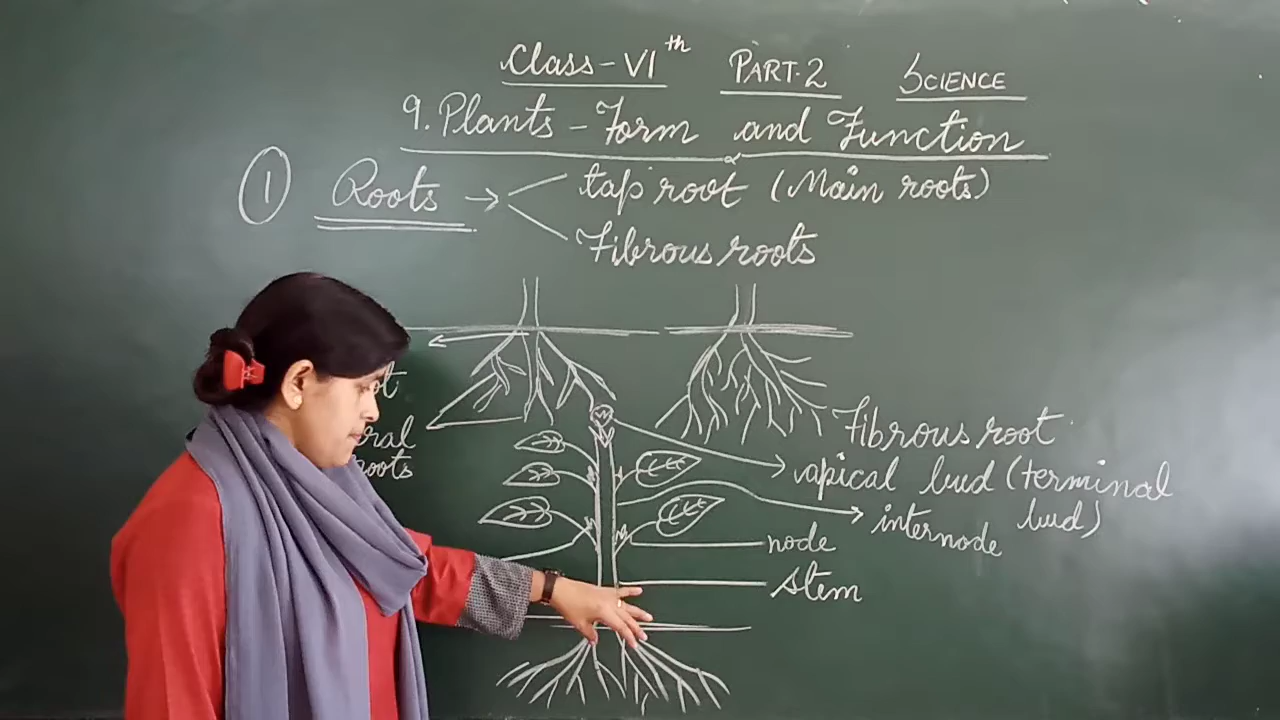 Class-VIth PART-2 SCIENCE
9. Plants - Form and Function
1 Roots → tap root (Main roots)
Fibrous roots
Fibrous root
apical bud (terminal bud)
internode
node
stem
roots